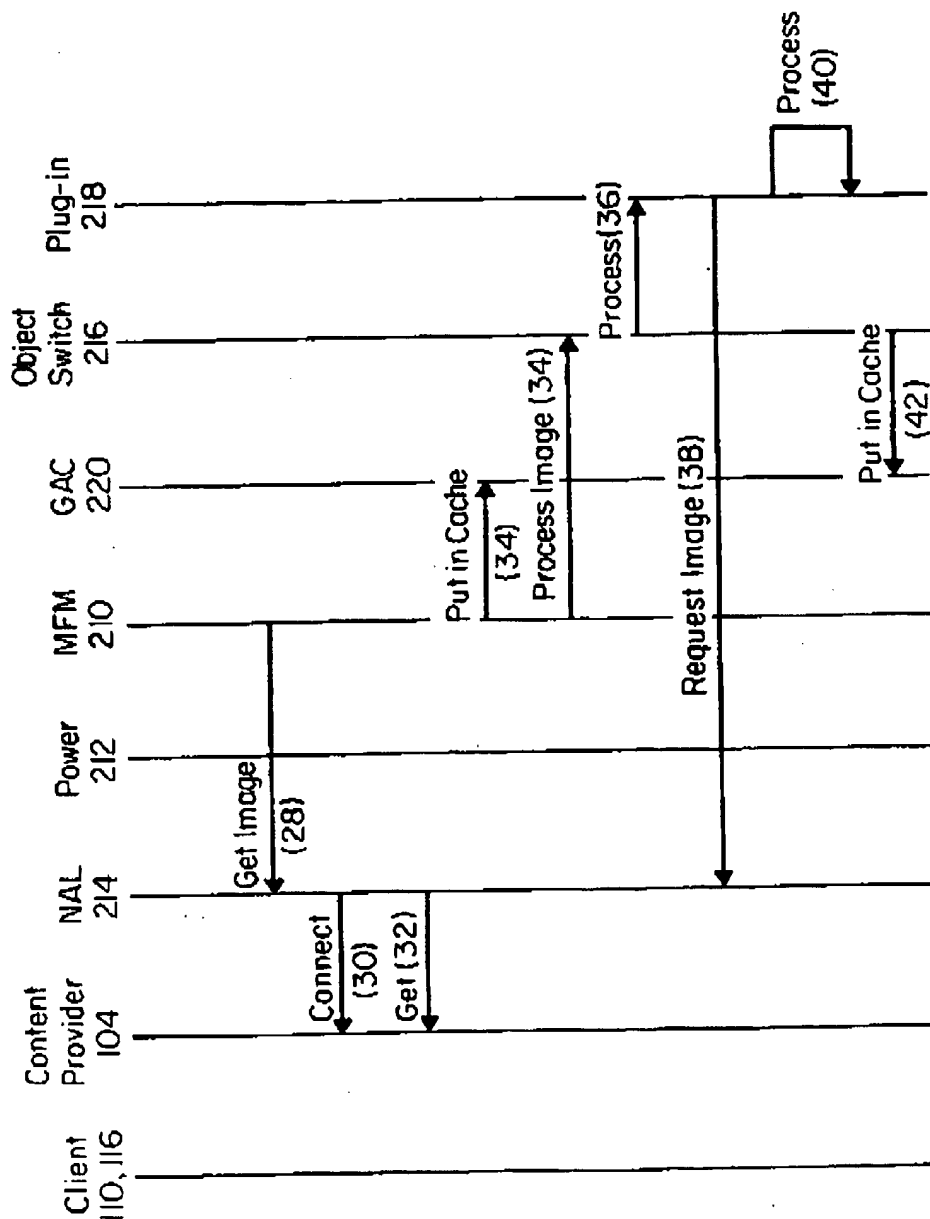 Client
110, 116
Content
Provider
104
NAL
214
Power
212
MFM
210
GAC
220
Object
Switch
216
Plug-in
218
Get Image
(28)
Connect
(30)
Get (32)
Put in Cache
(34)
Process Image (34)
Process(36)
Request Image (38)
Process
(40)
Put in Cache
(42)